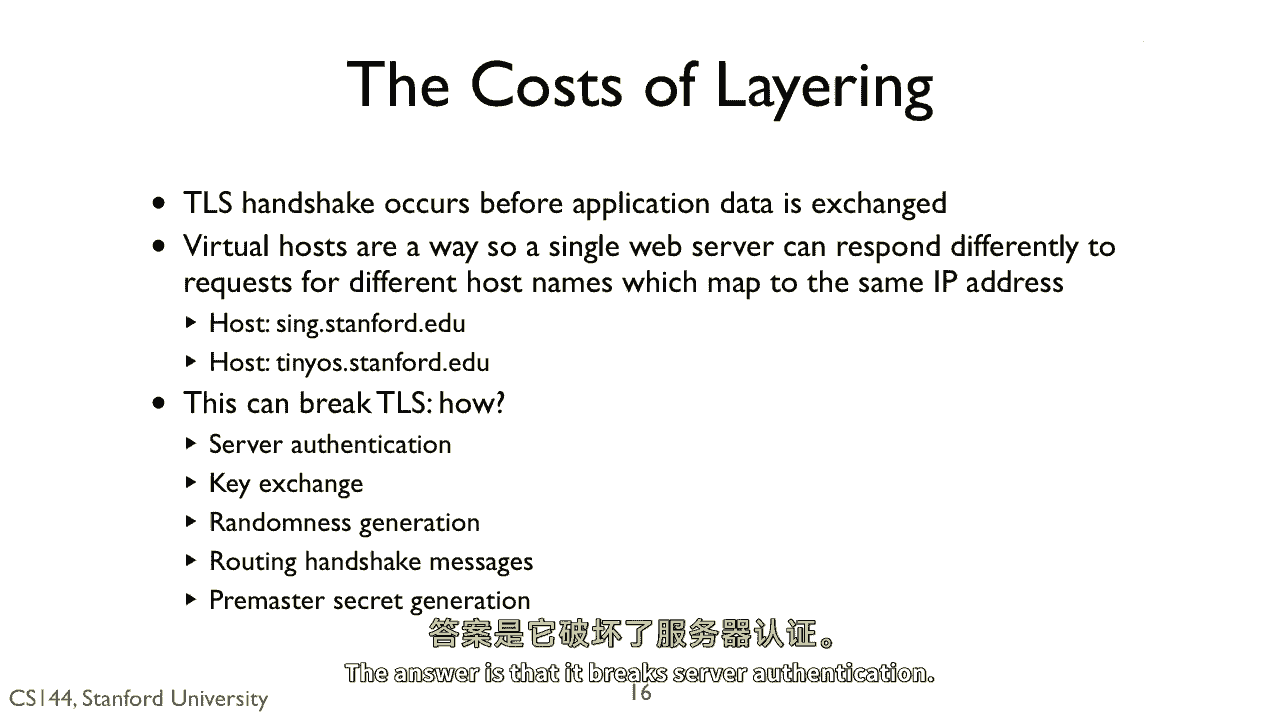 The Costs of Layering
• TLS handshake occurs before application data is exchanged
• Virtual hosts are a way so a single web server can respond differently to
requests for different host names which map to the same IP address
‣ Host: sing.stanford.edu
‣ Host: tinyos.stanford.edu
• This can break TLS: how?
‣ Server authentication
‣ Key exchange
‣ Randomness generation
‣ Routing handshake messages
‣ Premaster secret generation
答案是它破坏了服务器认证。
The answer is that it breaks server authentication.
CS144, Stanford University
16